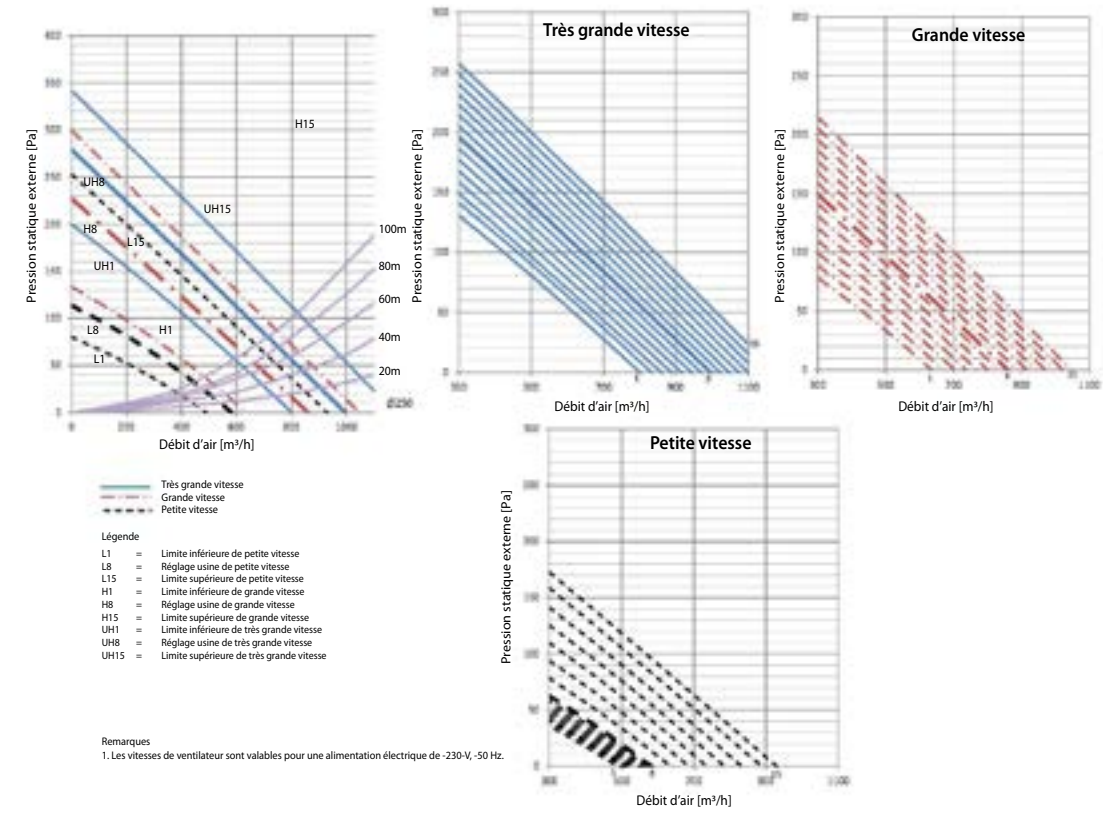 Très grande vitesse
Grande vitesse
Pression statique externe [Pa]
H15
UH8
UH15
H8
L15
UH1
L8
H1
L1
100m
80m
60m
40m
20m
Débit d'air [m³/h]
Pression statique externe [Pa]
Débit d'air [m³/h]
Pression statique externe [Pa]
Débit d'air [m³/h]
Petite vitesse
Pression statique externe [Pa]
Débit d'air [m³/h]
Très grande vitesse
Grande vitesse
Petite vitesse
Légende
L1 = Limite inférieure de petite vitesse
L8 = Réglage usine de petite vitesse
L15 = Limite supérieure de petite vitesse
H1 = Limite inférieure de grande vitesse
H8 = Réglage usine de grande vitesse
H15 = Limite supérieure de grande vitesse
UH1 = Limite inférieure de très grande vitesse
UH8 = Réglage usine de très grande vitesse
UH15 = Limite supérieure de très grande vitesse
Remarques
1. Les vitesses de ventilateur sont valables pour une alimentation électrique de -230-V, -50 Hz.